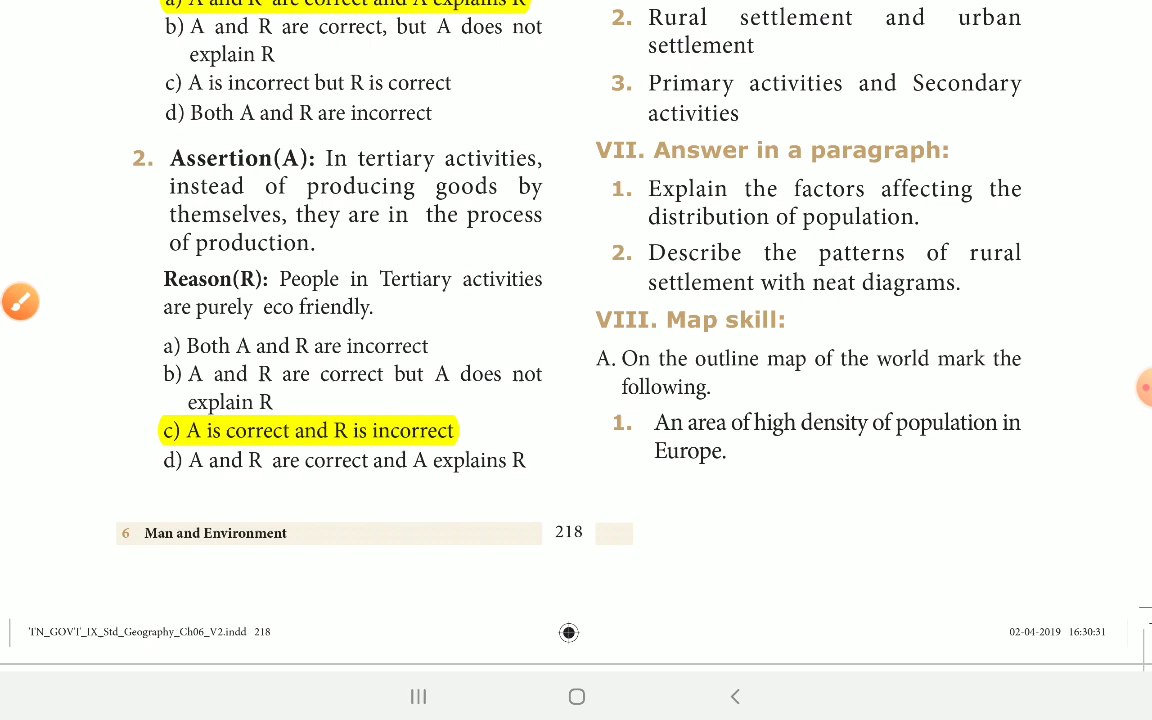 a) A and R are correct and A explains R
b) A and R are correct, but A does not
explain R
c) A is incorrect but R is correct
d) Both A and R are incorrect
2. Assertion(A): In tertiary activities,
instead of producing goods by
themselves, they are in the process
of production.
Reason(R): People in Tertiary activities
are purely eco friendly.
a) Both A and R are incorrect
b) A and R are correct but A does not
explain R
c) A is correct and R is incorrect
d) A and R are correct and A explains R
2. Rural settlement and urban
settlement
3. Primary activities and Secondary
activities
VII. Answer in a paragraph:
1. Explain the factors affecting the
distribution of population.
2. Describe the patterns of rural
settlement with neat diagrams.
VIII. Map skill:
A. On the outline map of the world mark the
following.
1. An area of high density of population in
Europe.
6 Man and Environment 218
TN_GOVT_IX_Std_Geography_Ch06_V2.indd 218 02-04-2019 16:30:31